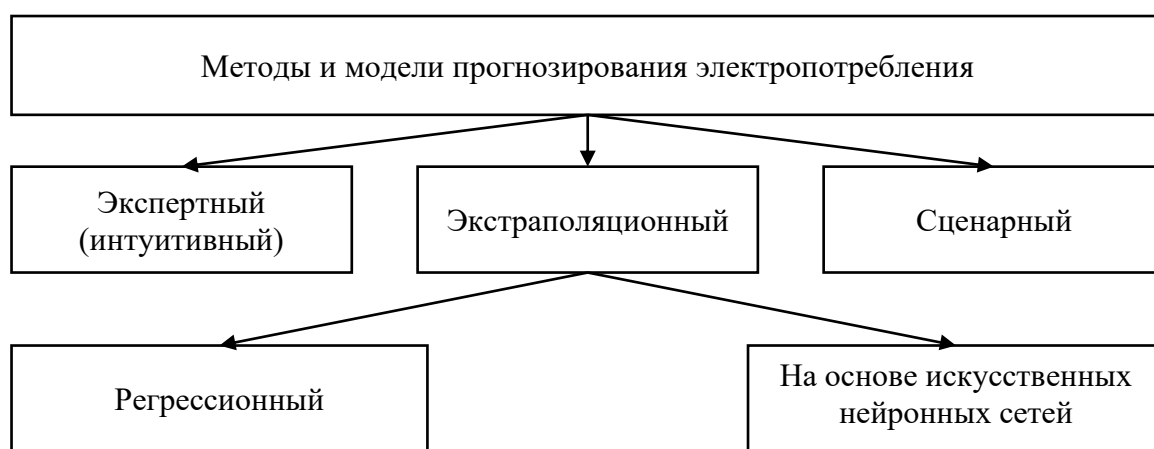 Методы и модели прогнозирования электропотребления
Экспертный
(интуитивный)
Экстраполяционный
Сценарный
Регрессионный
На основе искусственных
нейронных сетей